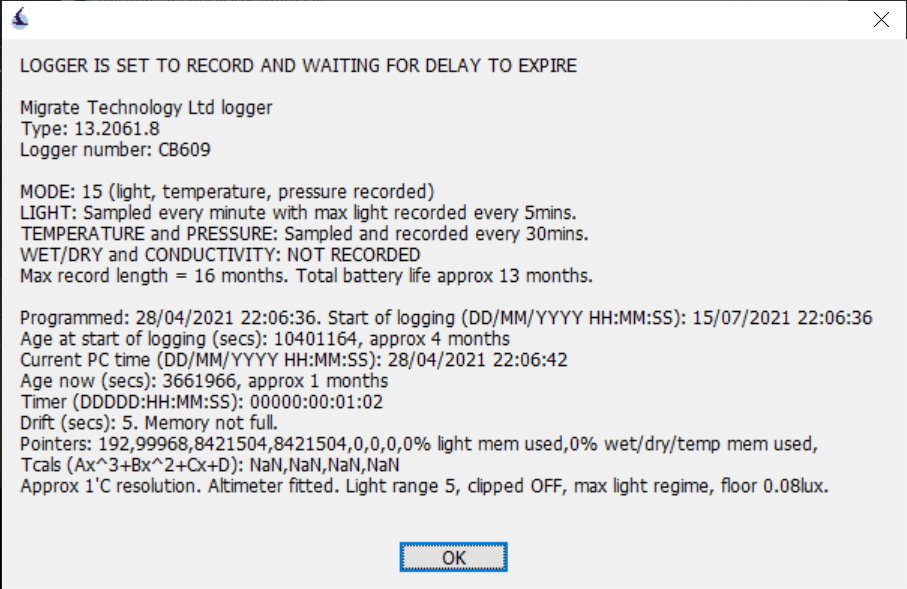 LOGGER IS SET TO RECORD AND WAITING FOR DELAY TO EXPIRE
Migrate Technology Ltd logger
Type: 13.2061.8
Logger number: CB609
MODE: 15 (light, temperature, pressure recorded)
LIGHT: Sampled every minute with max light recorded every 5mins.
TEMPERATURE and PRESSURE: Sampled and recorded every 30mins.
WET/DRY and CONDUCTIVITY: NOT RECORDED
Max record length = 16 months. Total battery life approx 13 months.
Programmed: 28/04/2021 22:06:36. Start of logging (DD/MM/YYYY HH:MM:SS): 15/07/2021 22:06:36
Age at start of logging (secs): 10401164, approx 4 months
Current PC time (DD/MM/YYYY HH:MM:SS): 28/04/2021 22:06:42
Age now (secs): 3661966, approx 1 months
Timer (DDDDD:HH:MM:SS): 00000:00:01:02
Drift (secs): 5. Memory not full.
Pointers: 192,99968,8421504,8421504,0,0,0,0% light mem used,0% wet/dry/temp mem used,
Tcals (Ax^3+Bx^2+Cx+D): NaN,NaN,NaN,NaN
Approx 1'C resolution. Altimeter fitted. Light range 5, clipped OFF, max light regime, floor 0.08lux.
OK